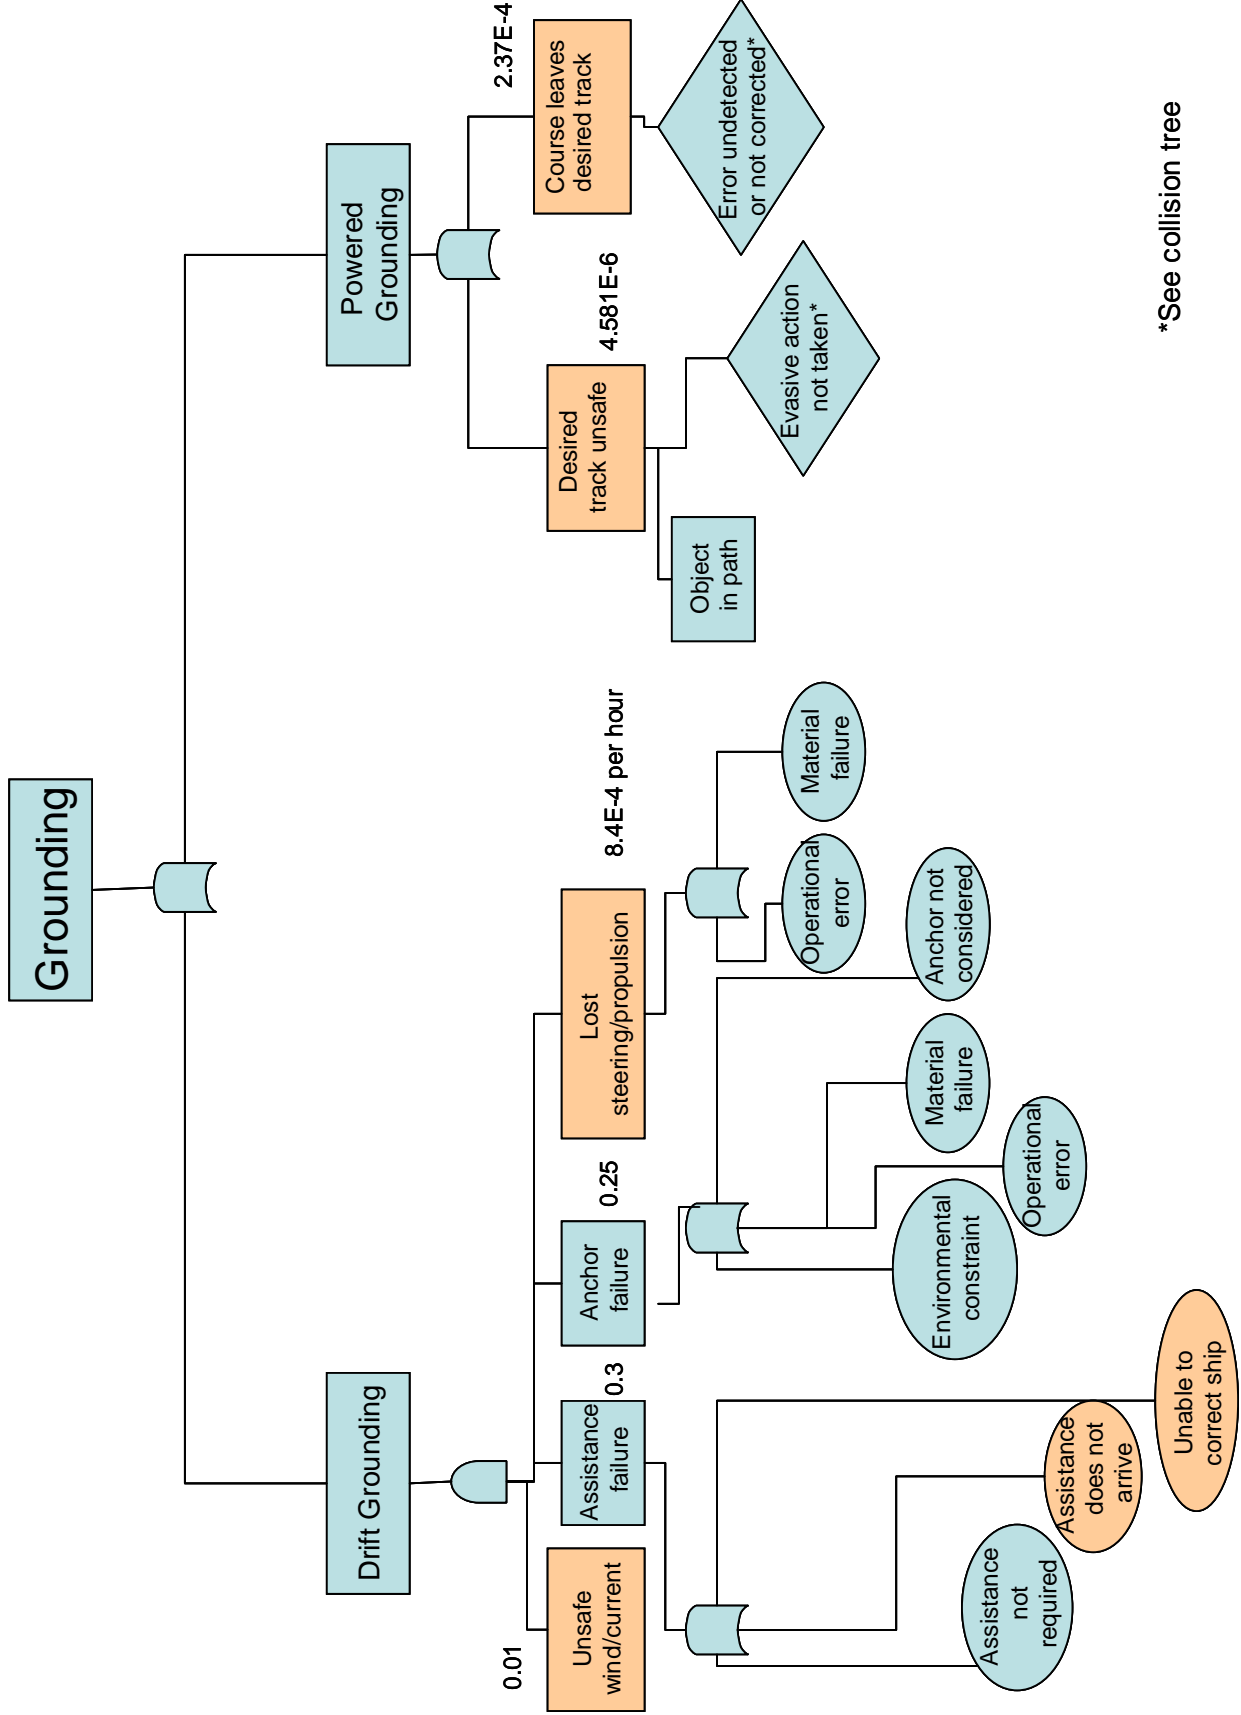 Grounding
Drift Grounding
Powered
Grounding
0.01
Unsafe
wind/current
Assistance
failure
0.3
Anchor
failure
0.25
Lost
steering/propulsion
8.4E-4 per hour
Desired
track unsafe
4.581E-6
Course leaves
desired track
2.37E-4
Assistance
not
required
Assistance
does not
arrive
Unable to
correct ship
Environmental
constraint
Operational
error
Material
failure
Anchor not
considered
Operational
error
Material
failure
Object
in path
Evasive action
not taken*
Error undetected
or not corrected*
*See collision tree